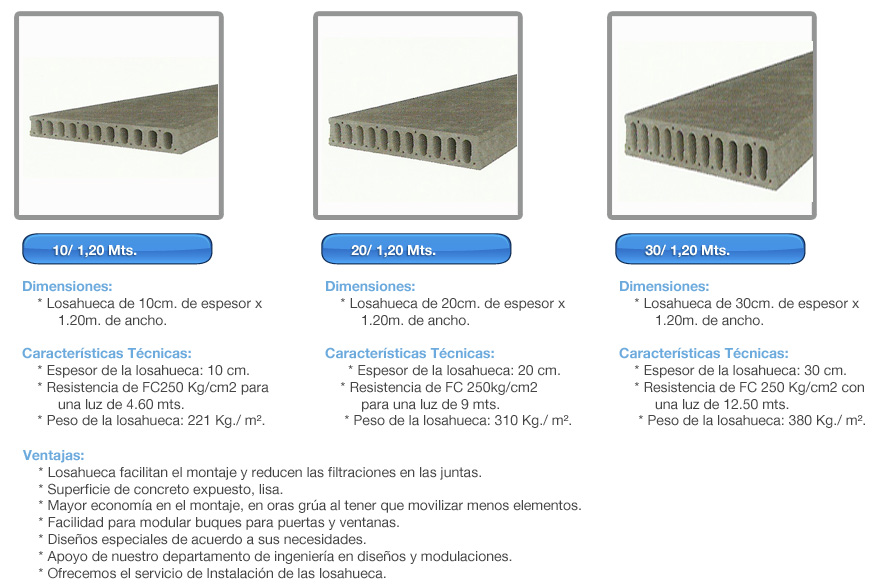 10/ 1,20 Mts.
Dimensiones:
* Losahueca de 10cm. de espesor x
1.20m. de ancho.
Características Técnicas:
* Espesor de la losahueca: 10 cm.
* Resistencia de FC250 Kg/cm2 para
una luz de 4.60 mts.
* Peso de la losahueca: 221 Kg./ m².
20/ 1,20 Mts.
Dimensiones:
* Losahueca de 20cm. de espesor x
1.20m. de ancho.
Características Técnicas:
* Espesor de la losahueca: 20 cm.
* Resistencia de FC 250kg/cm2
para una luz de 9 mts.
* Peso de la losahueca: 310 Kg./ m².
30/ 1,20 Mts.
Dimensiones:
* Losahueca de 30cm. de espesor x
1.20m. de ancho.
Características Técnicas:
* Espesor de la losahueca: 30 cm.
* Resistencia de FC 250 Kg/cm2 con
una luz de 12.50 mts.
* Peso de la losahueca: 380 Kg./ m².
Ventajas:
* Losahueca facilitan el montaje y reducen las filtraciones en las juntas.
* Superficie de concreto expuesto, lisa.
* Mayor economía en el montaje, en oras grúa al tener que movilizar menos elementos.
* Facilidad para modular buques para puertas y ventanas.
* Diseños especiales de acuerdo a sus necesidades.
* Apoyo de nuestro departamento de ingeniería en diseños y modulaciones.
* Ofrecemos el servicio de Instalación de las losahueca.